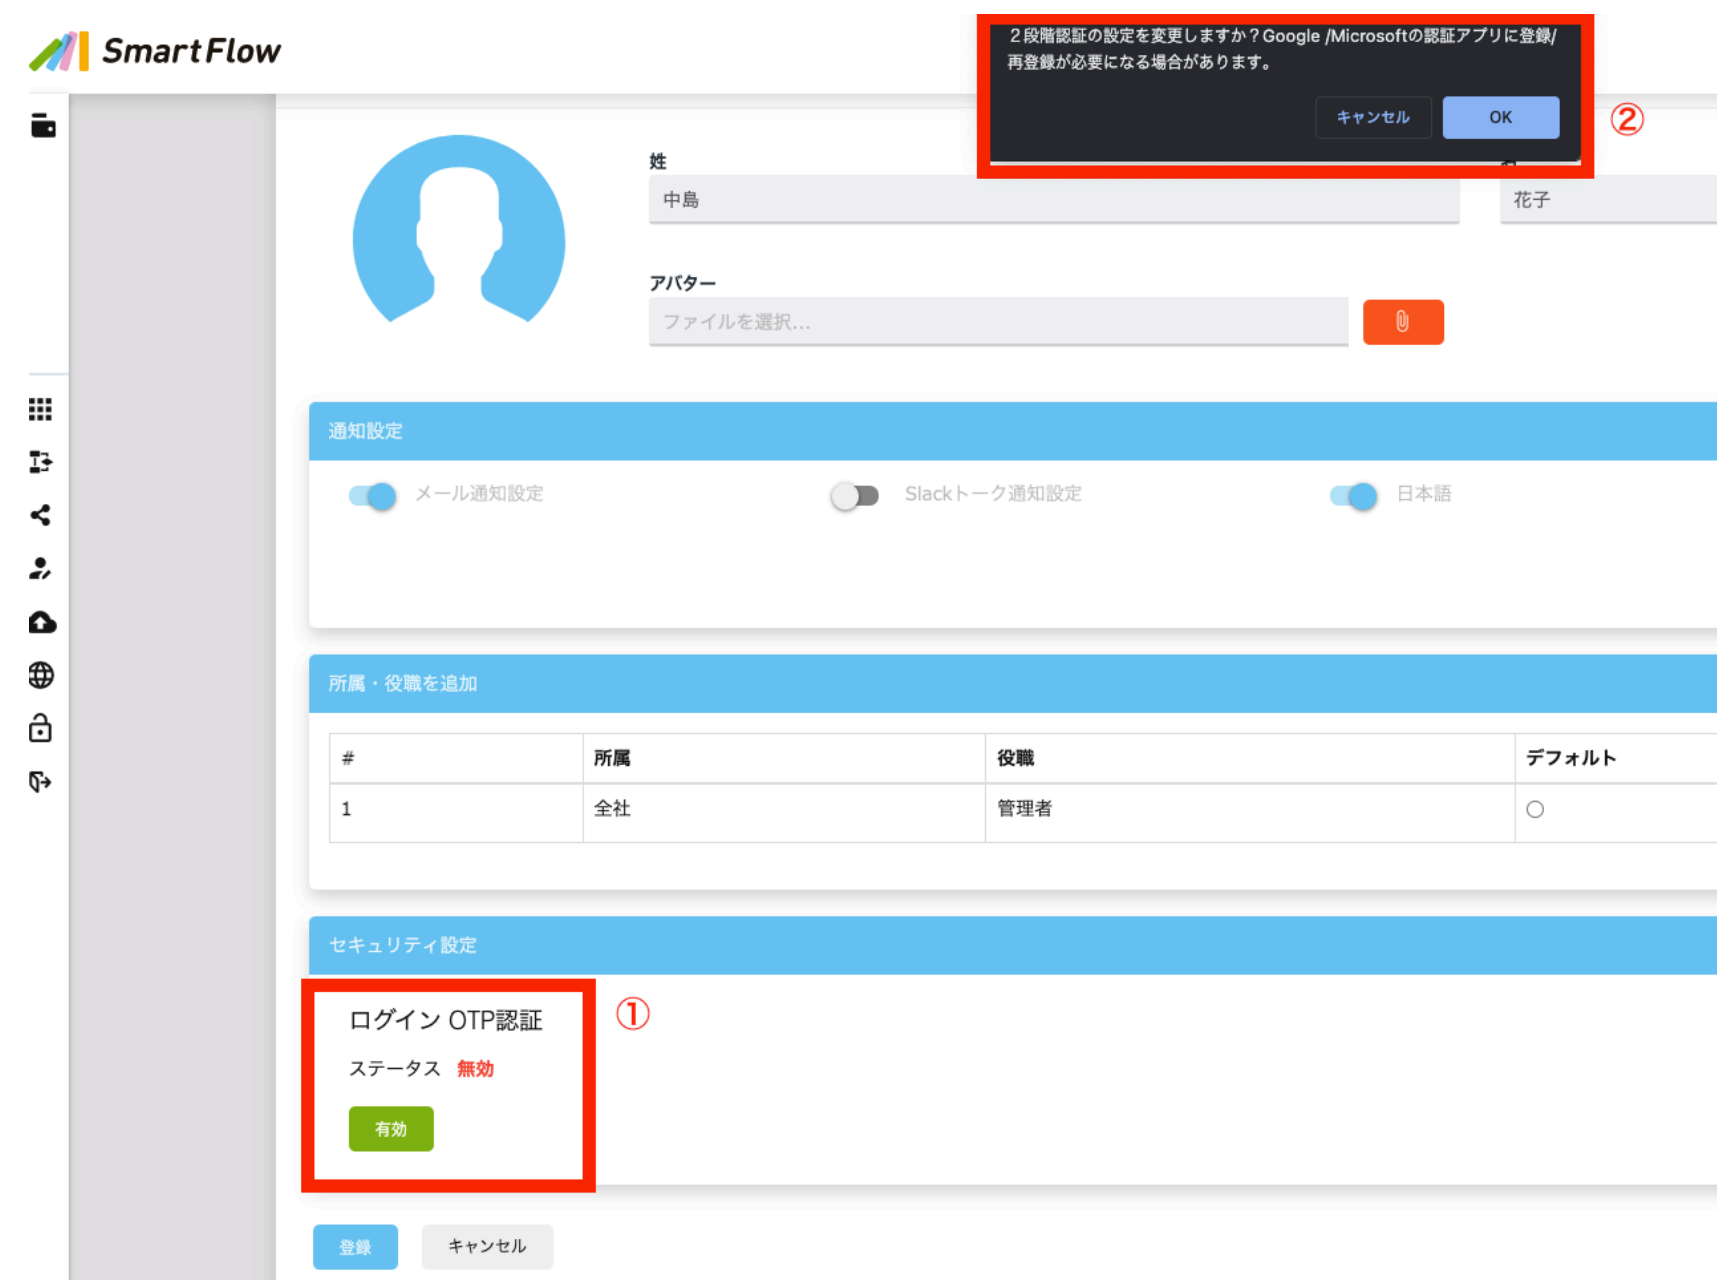 SmartFlow
２段階認証の設定を変更しますか？Google /Microsoftの認証アプリに登録/
再登録が必要になる場合があります。
キャンセル
OK
②
姓
中島
花子
アバター
ファイルを選択...
通知設定
メール通知設定
Slackトーク通知設定
日本語
所属・役職を追加
# 所属 役職 デフォルト
1 全社 管理者
セキュリティ設定
①
ログイン OTP認証
ステータス 無効
有効
登録
キャンセル